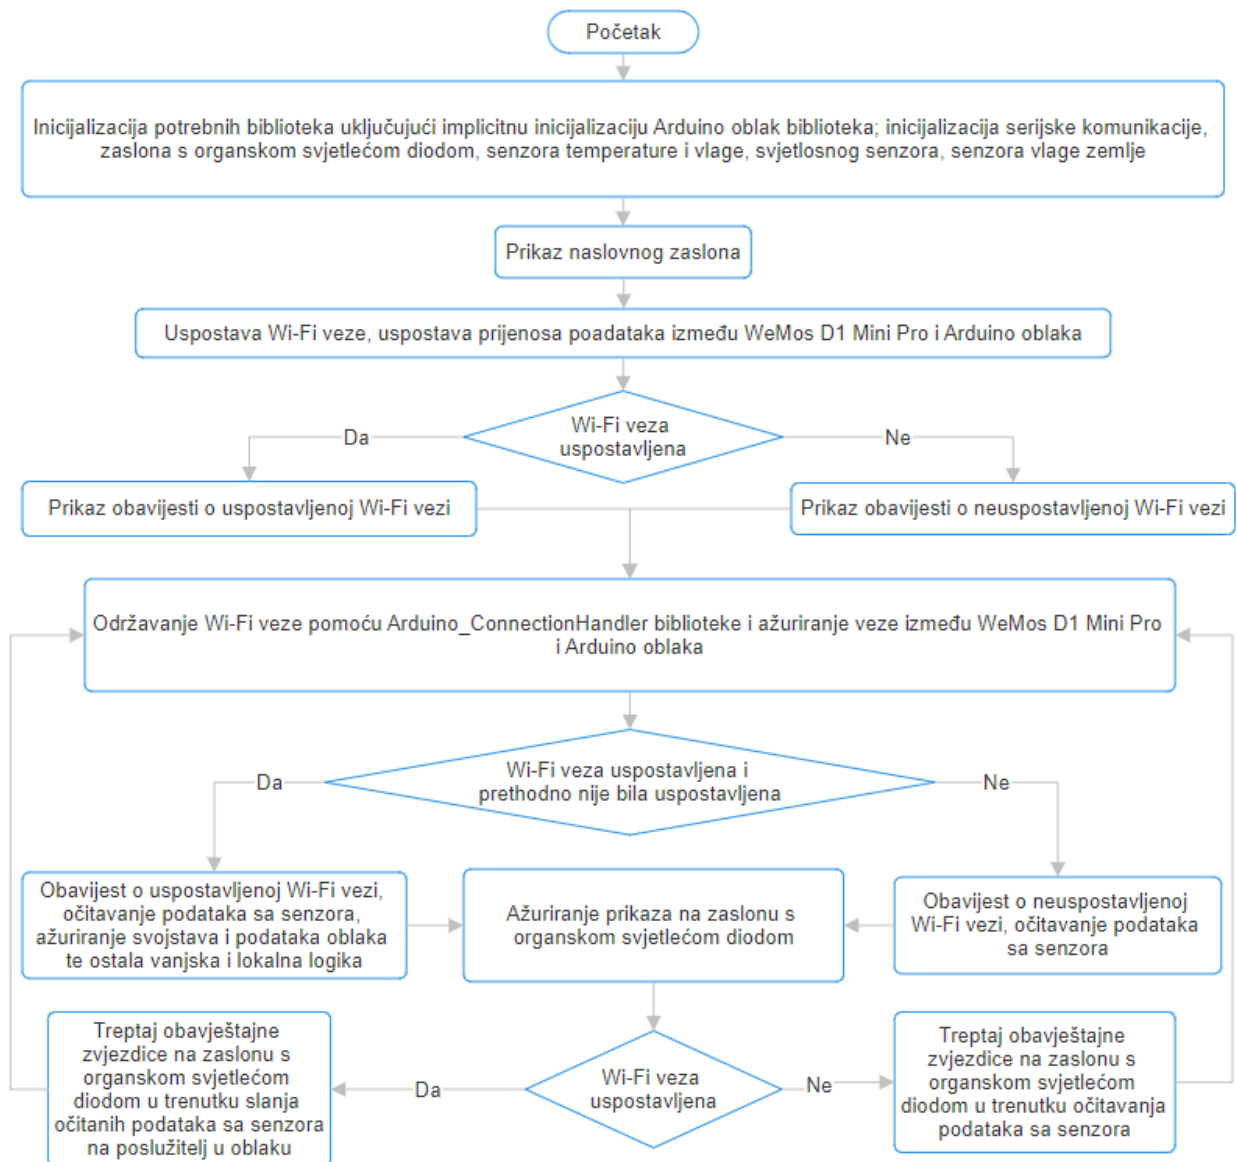 Početak
Inicijalizacija potrebnih biblioteka uključujući implicitnu inicijalizaciju Arduino oblak biblioteka; inicijalizacija serijske komunikacije,
zaslona s organskom svjetlećom diodom, senzora temperature i vlage, svjetlosnog senzora, senzora vlage zemlje
Prikaz naslovnog zaslona
Uspostava Wi-Fi veze, uspostava prijenosa poadataka između WeMos D1 Mini Pro i Arduino oblaka
Wi-Fi veza
uspostavljena
Da
Ne
Prikaz obavijesti o uspostavljenoj Wi-Fi vezi
Prikaz obavijesti o neuspostavljenoj Wi-Fi vezi
Održavanje Wi-Fi veze pomoću Arduino_ConnectionHandler biblioteke i ažuriranje veze između WeMos D1 Mini Pro
i Arduino oblaka
Wi-Fi veza uspostavljena i
prethodno nije bila uspostavljena
Da
Ne
Obavijest o uspostavljenoj Wi-Fi vezi,
očitavanje podataka sa senzora,
ažuriranje svojstava i podataka oblaka
te ostala vanjska i lokalna logika
Ažuriranje prikaza na zaslonu s
organskom svjetlećom diodom
Obavijest o neuspostavljenoj
Wi-Fi vezi, očitavanje podataka
sa senzora
Treptaj obavještajne
zvjezdice na zaslonu s
organskom svjetlećom
diodom u trenutku slanja
očitanih podataka sa senzora
na poslužitelj u oblaku
Da
Wi-Fi veza
uspostavljena
Ne
Treptaj obavještajne
zvjezdice na zaslonu s
organskom svjetlećom
diodom u trenutku očitavanja
podataka sa senzora